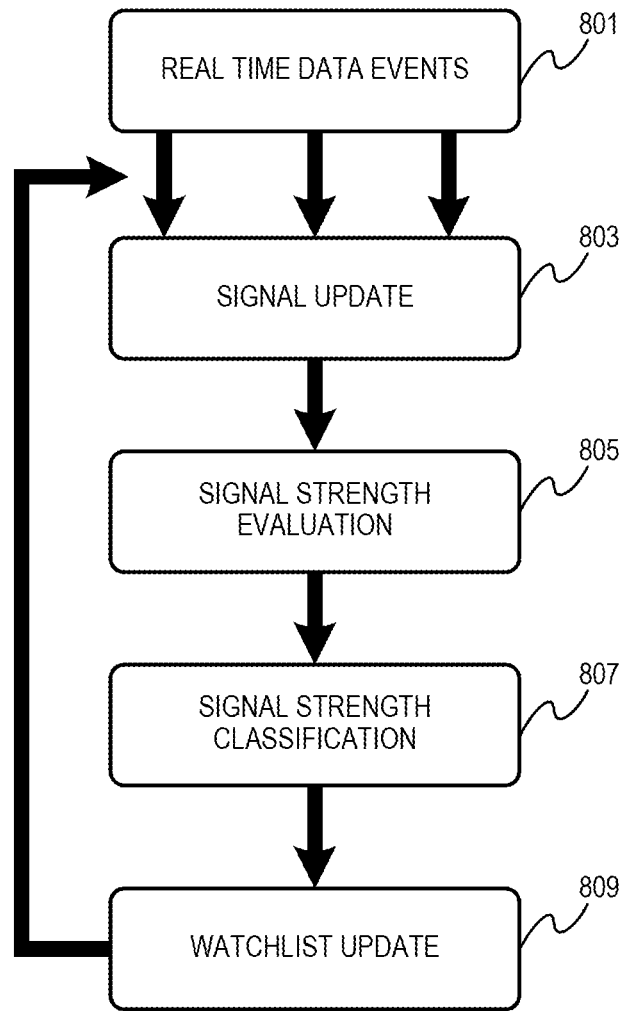 801
REAL TIME DATA EVENTS
803
SIGNAL UPDATE
805
SIGNAL STRENGTH
EVALUATION
807
SIGNAL STRENGTH
CLASSIFICATION
809
WATCHLIST UPDATE